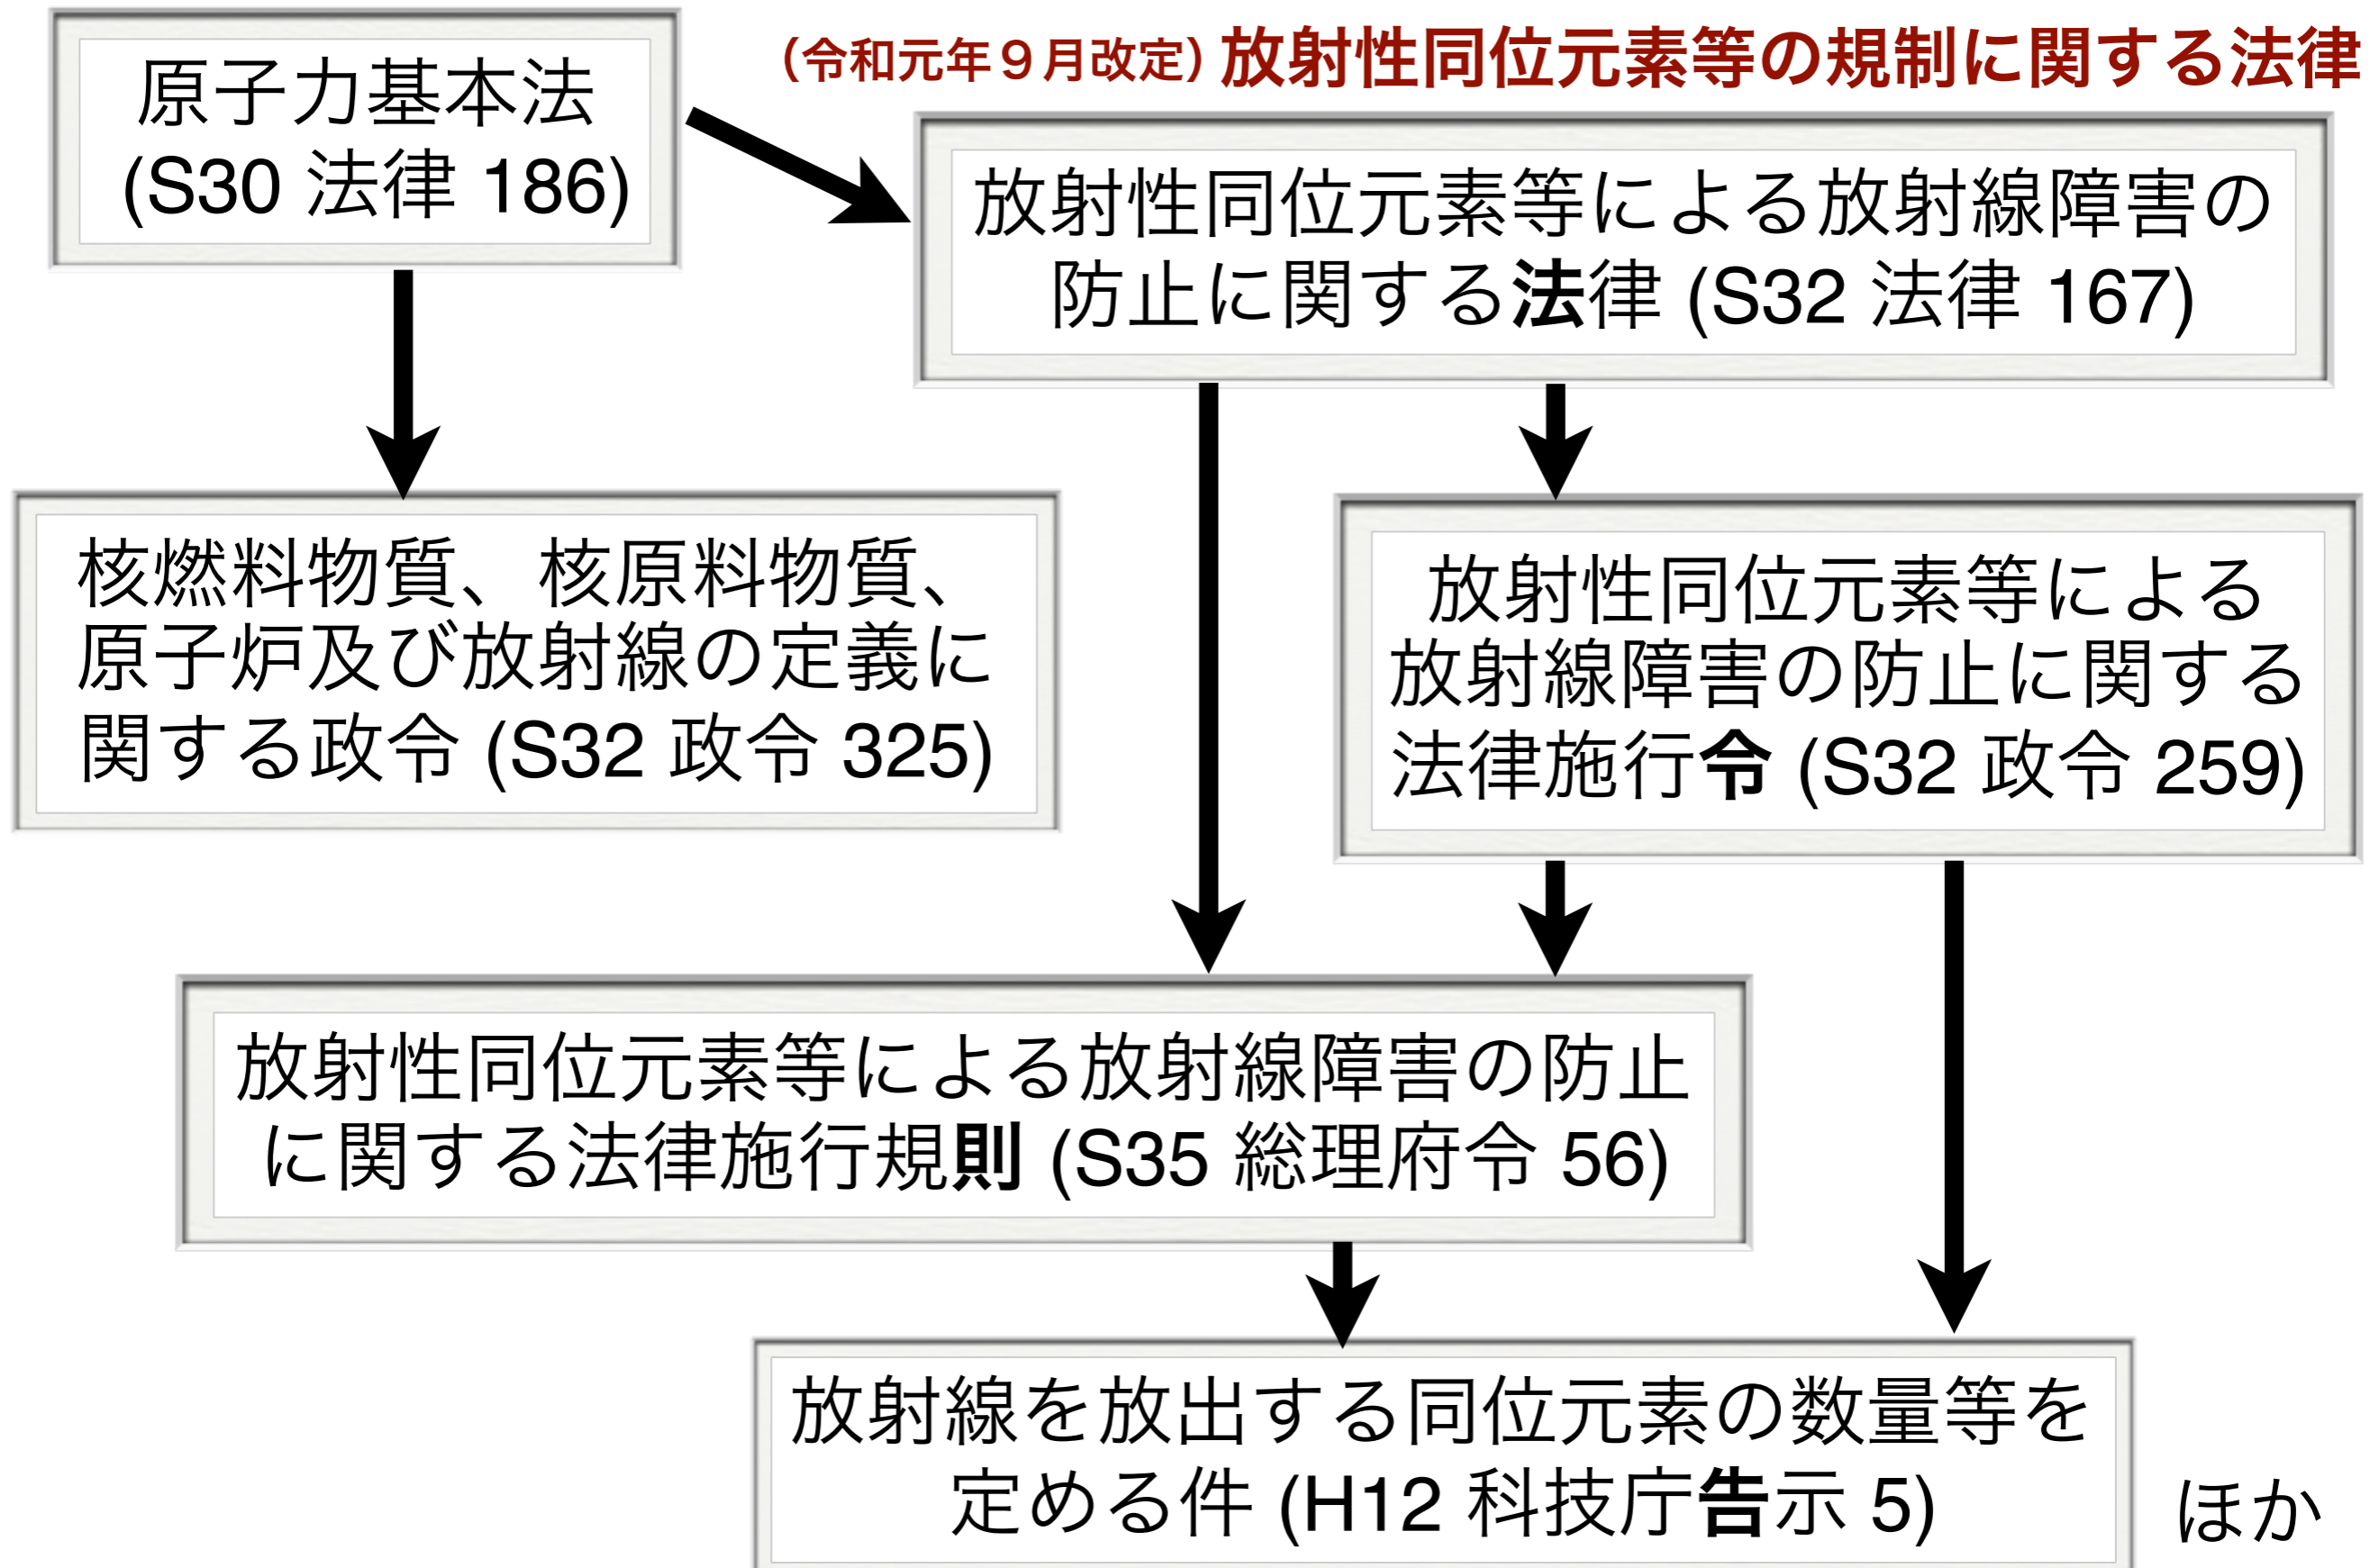 原子力基本法
(S30 法律 186)
（令和元年９月改定）放射性同位元素等の規制に関する法律
放射性同位元素等による放射線障害の
防止に関する法律 (S32 法律 167)
核燃料物質、核原料物質、
原子炉及び放射線の定義に
関する政令 (S32 政令 325)
放射性同位元素等による
放射線障害の防止に関する
法律施行令 (S32 政令 259)
放射性同位元素等による放射線障害の防止
に関する法律施行規則 (S35 総理府令 56)
放射線を放出する同位元素の数量等を
定める件 (H12 科技庁告示 5)
ほか